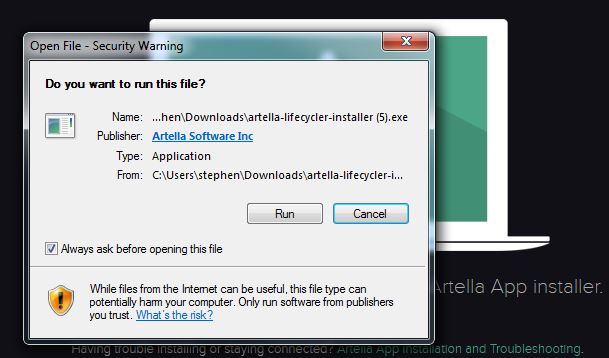 Open File - Security Warning
Do you want to run this file?
Name: ...hen\Downloads\artella-lifecycler-installer (5).exe
Publisher: Artella Software Inc
Type: Application
From: C:\Users\stephen\Downloads\artella-lifecycler-i...
Run Cancel
Always ask before opening this file
While files from the Internet can be useful, this file type can
potentially harm your computer. Only run software from publishers
you trust. What's the risk?
Artella App installer.
Having trouble installing or staying connected? Artella App Installation and Troubleshooting.